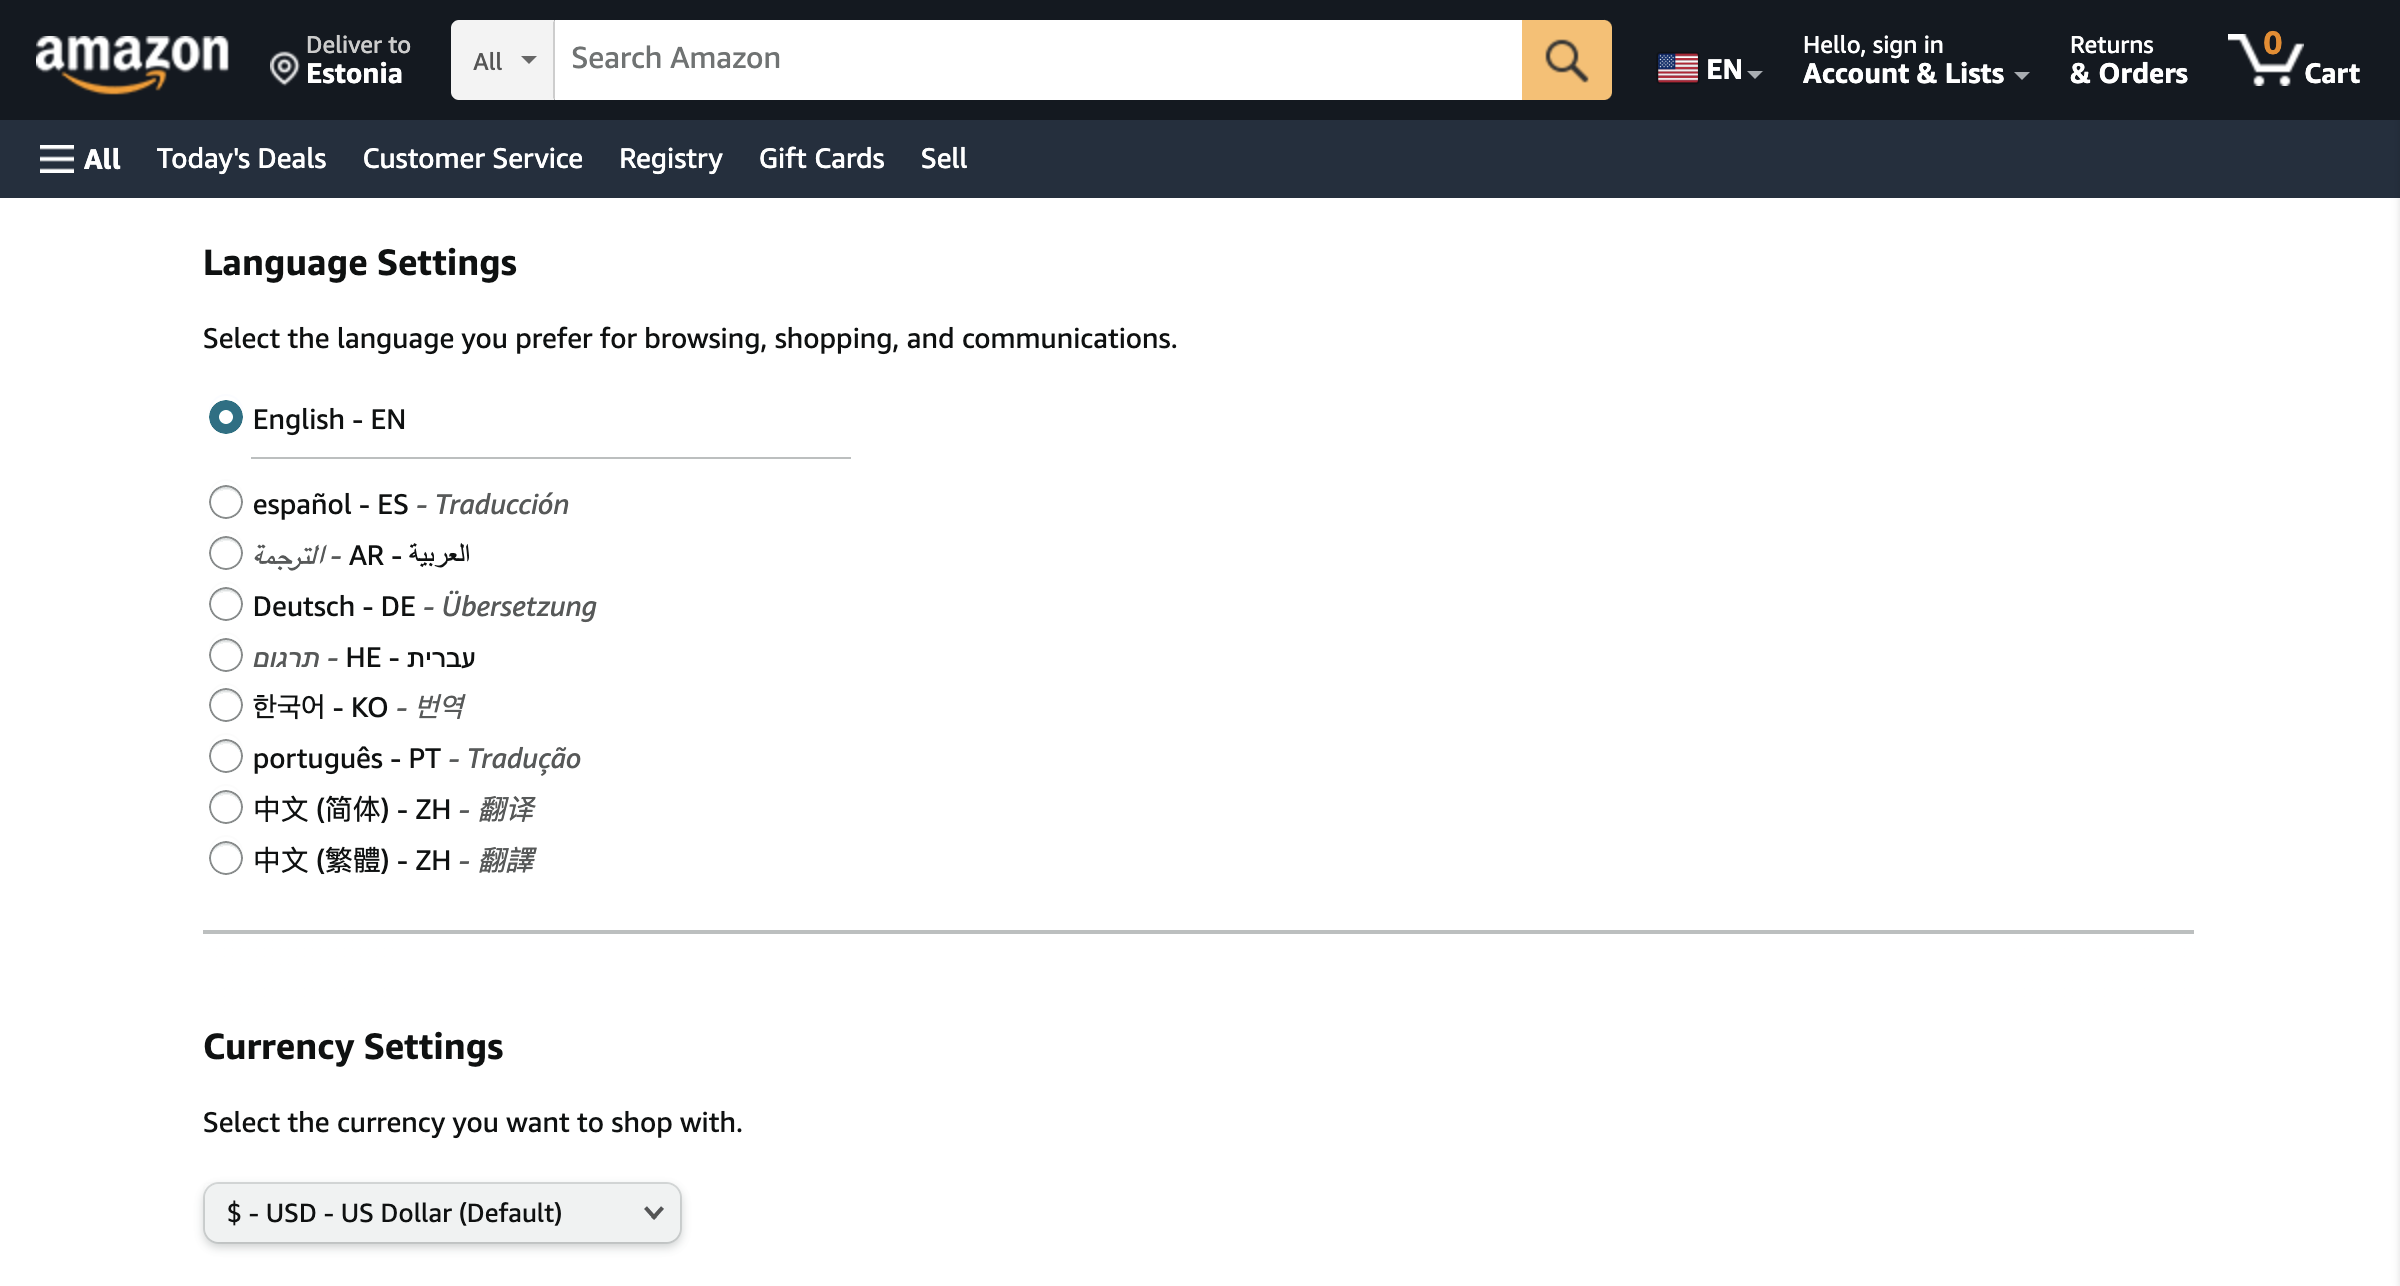 amazon
Deliver to
Estonia
All
Search Amazon
EN
Hello, sign in
Account & Lists
Returns
& Orders
0
Cart
All Today's Deals Customer Service Registry Gift Cards Sell
Language Settings
Select the language you prefer for browsing, shopping, and communications.
English - EN
español - ES - Traducción
العربية - AR - الترجمة
Deutsch - DE - Übersetzung
עברית - HE - תרגום
한국어 - KO - 번역
português - PT - Tradução
中文 (简体) - ZH - 翻译
中文 (繁體) - ZH - 翻譯
Currency Settings
Select the currency you want to shop with.
$ - USD - US Dollar (Default)